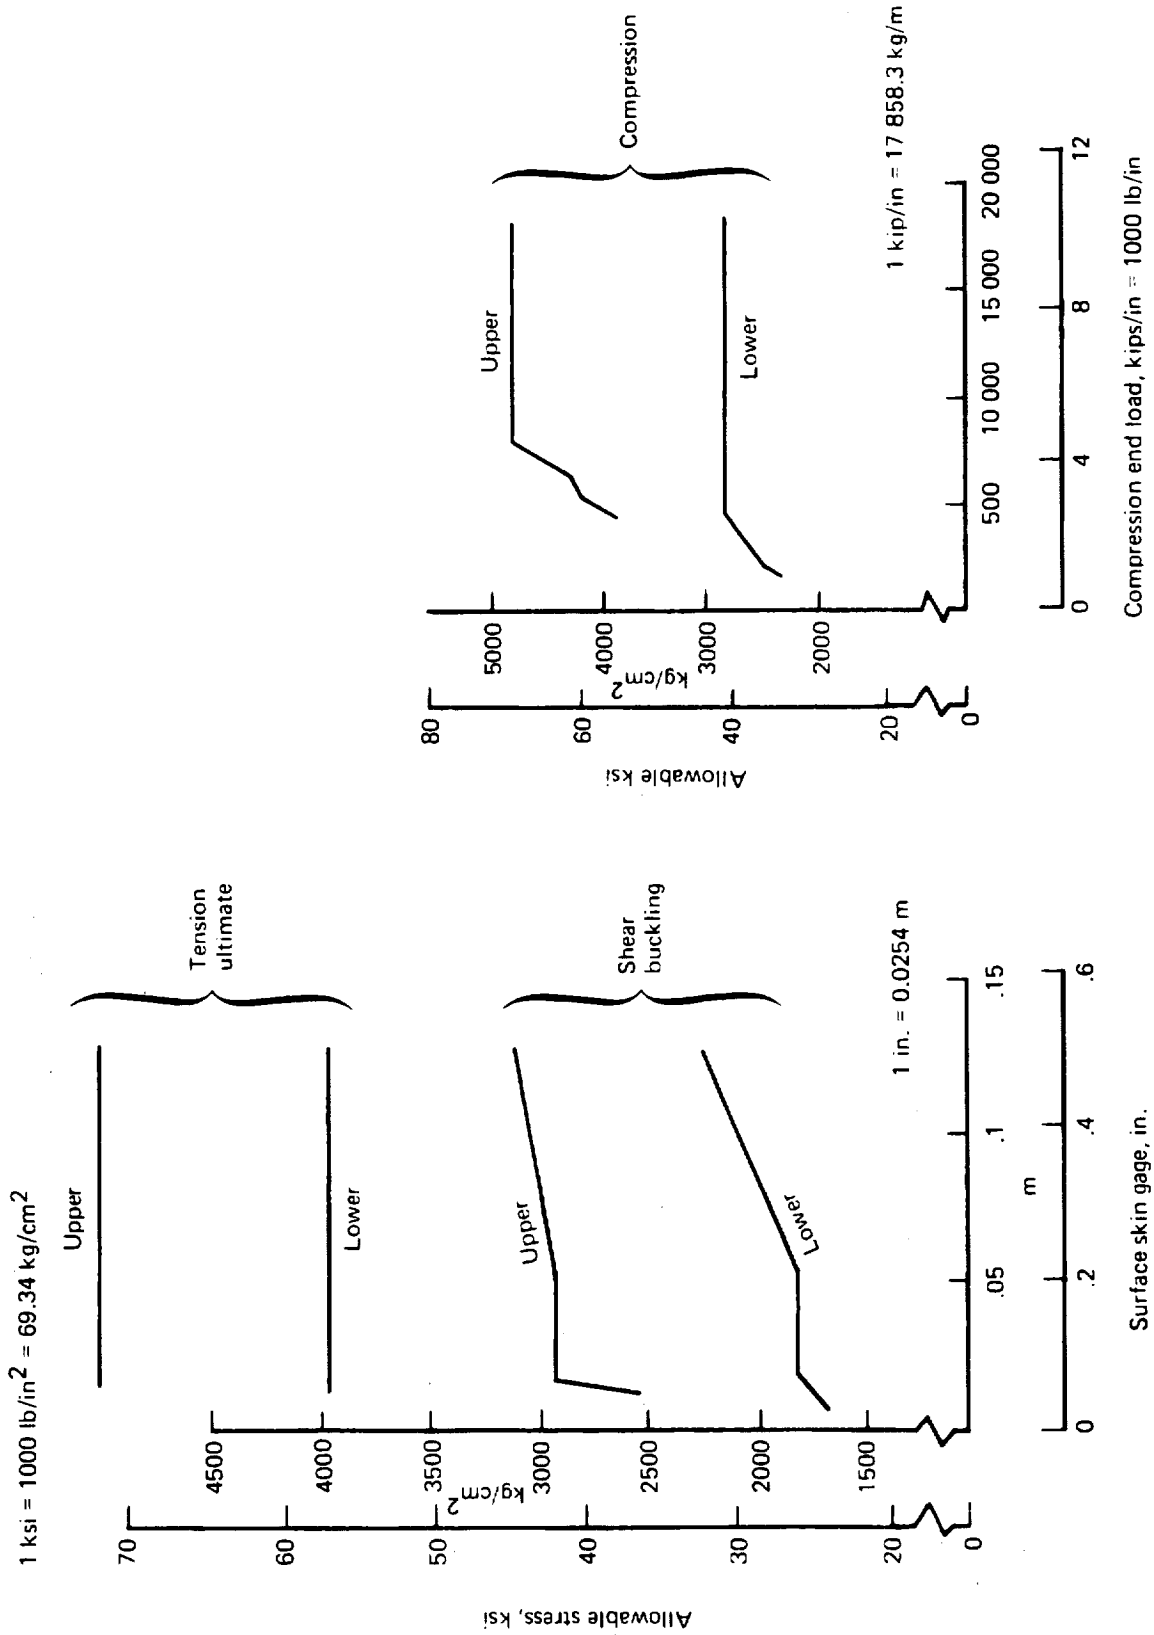 1 ksi = 1000 lb/in2 = 69.34 kg/cm2
Allowable stress, ksi
70
60
50
40
30
20
0
kg/cm2
4500
4000
3500
3000
2500
2000
1500
Upper
Lower
Tension
ultimate
Upper
Lower
Shear
buckling
1 in. = 0.0254 m
.05
.1
.15
m
0
.2
.4
.6
Surface skin gage, in.
Allowable ksi
80
60
40
20
0
kg/cm2
5000
4000
3000
2000
Upper
Lower
Compression
1 kip/in = 17 858.3 kg/m
500
10 000
15 000
20 000
0
4
8
12
Compression end load, kips/in = 1000 lb/in